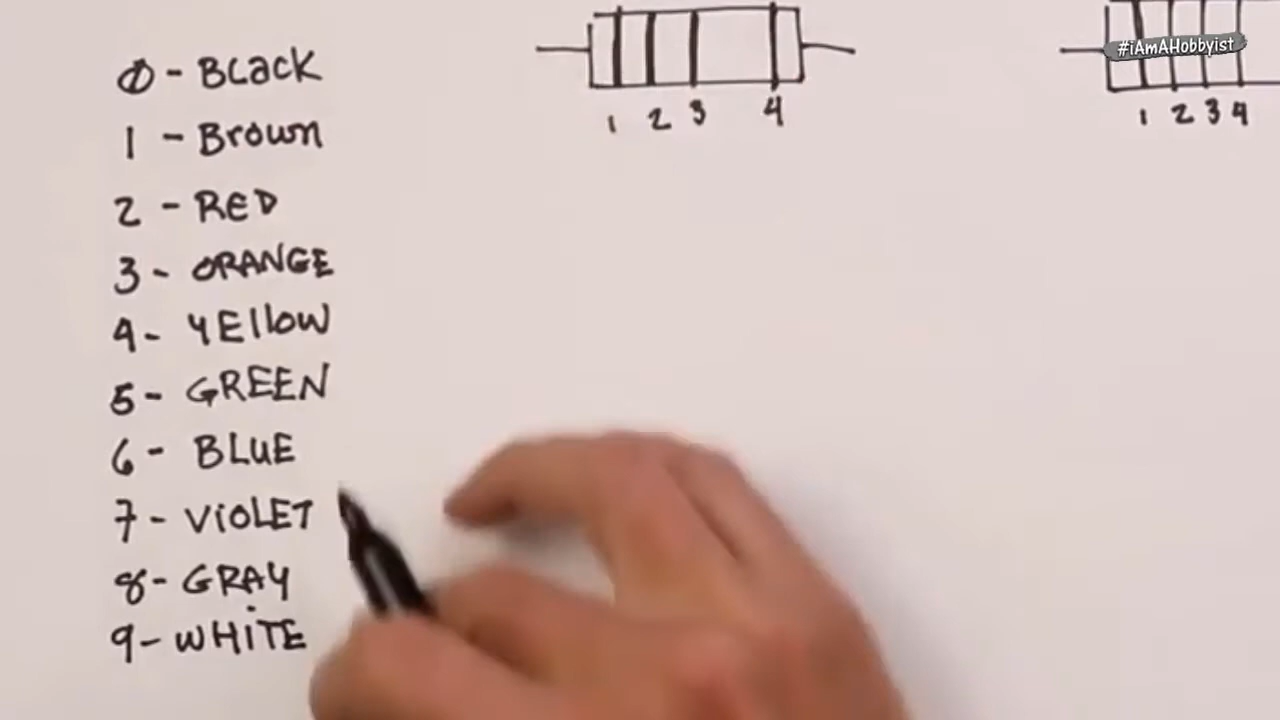 #iAmAHobbyist
0 - BLacK
1 - Brown
2 - RED
3 - ORANGE
4 - YEllOW
5 - GREEN
6 - BLUE
7 - ViOLET
8 - GRAY
9 - WHiTE
1 2 3 4
1 2 3 4